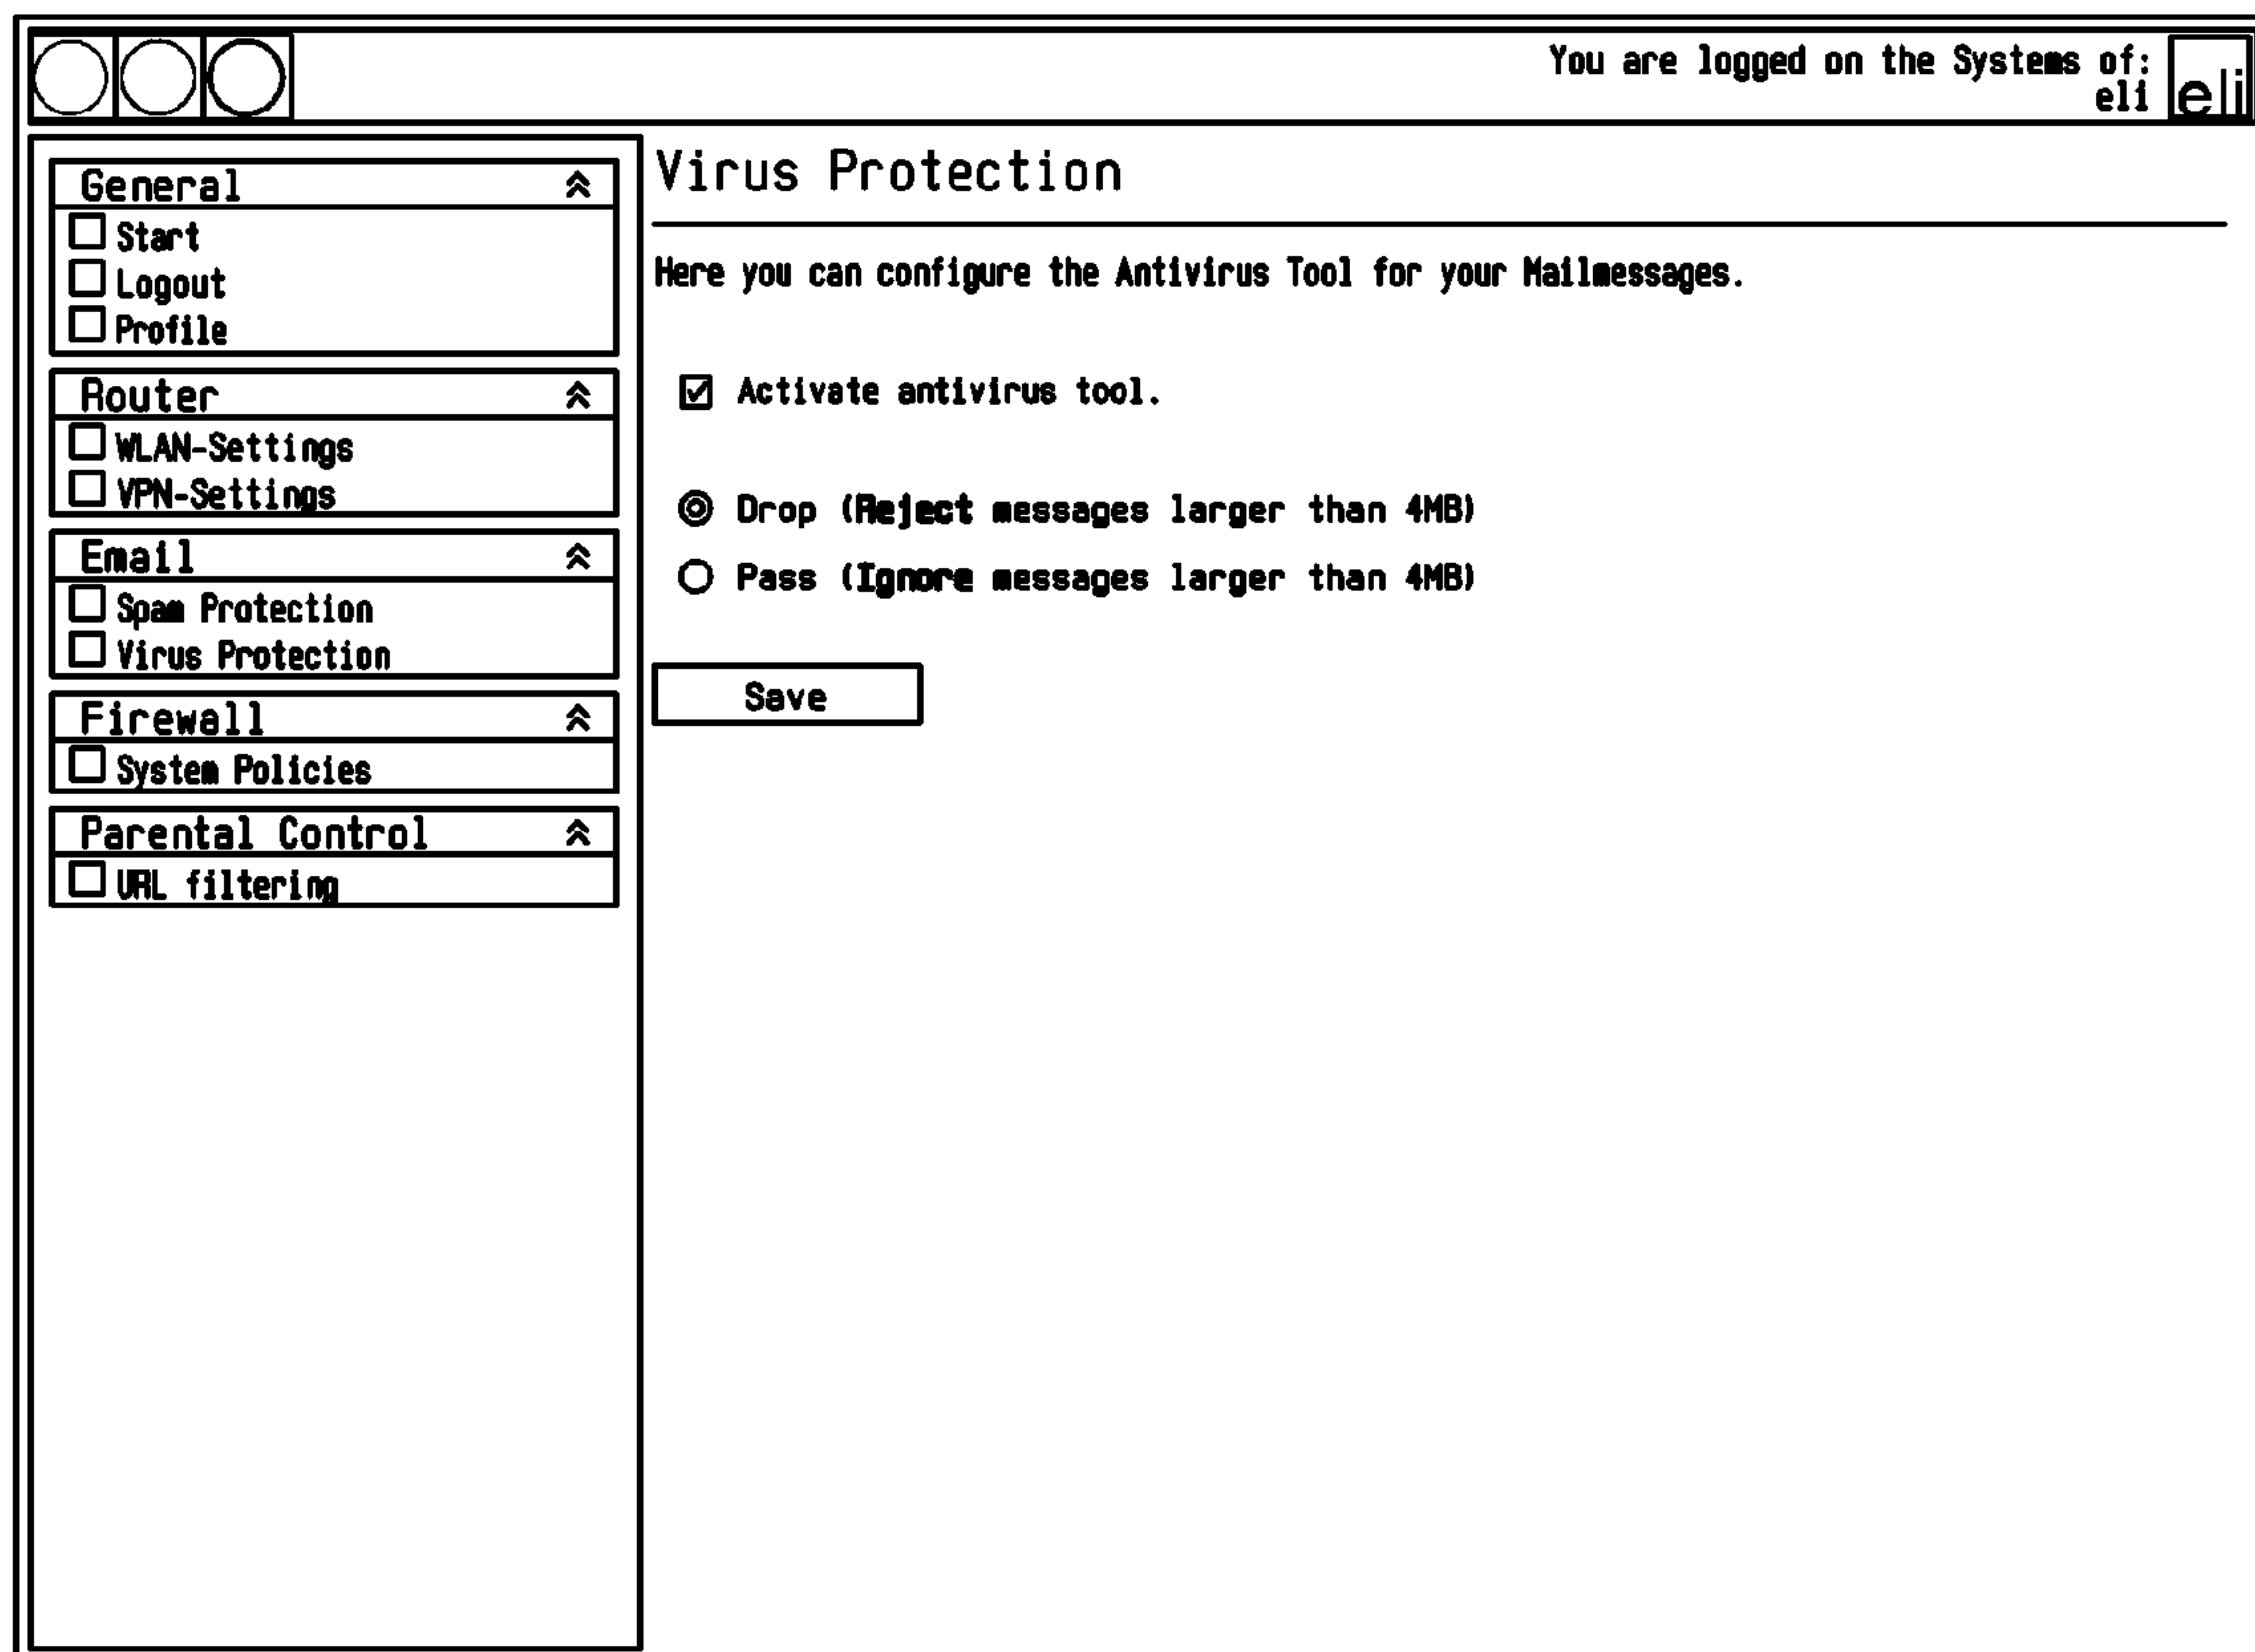 You are logged on the Systems of:
eli
eli
General
Start
Logout
Profile
Router
WLAN-Settings
VPN-Settings
Email
Spam Protection
Virus Protection
Firewall
System Policies
Parental Control
URL filtering
Virus Protection
Here you can configure the Antivirus Tool for your Mailmessages.
Activate antivirus tool.
Drop (Reject messages larger than 4MB)
Pass (Ignore messages larger than 4MB)
Save